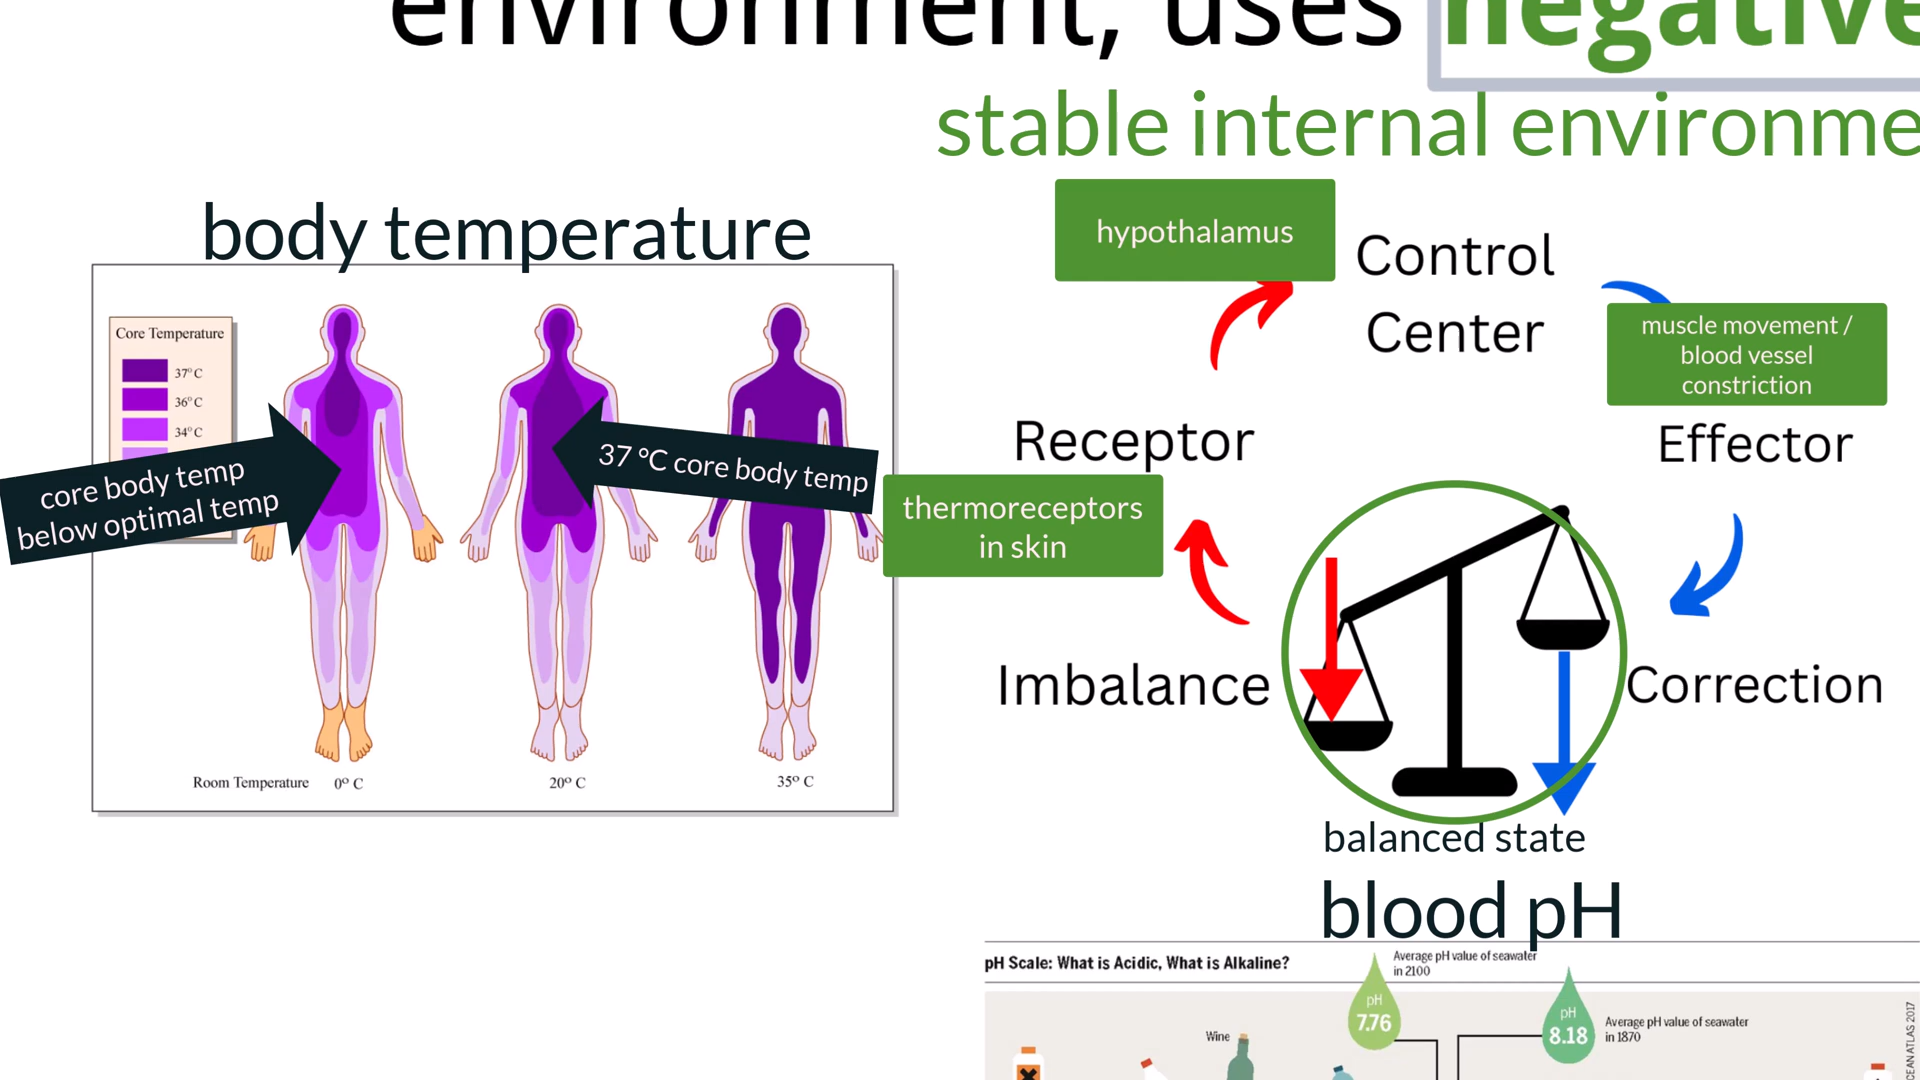 environment, uses negative
stable internal environme
body temperature
Core Temperature
37° C
36° C
34° C
core body temp
below optimal temp
37 °C core body temp
Room Temperature 0° C 20° C 35° C
hypothalamus
Control
Center
muscle movement /
blood vessel
constriction
Effector
Receptor
thermoreceptors
in skin
Imbalance
Correction
balanced state
blood pH
pH Scale: What is Acidic, What is Alkaline?
Average pH value of seawater
in 2100
pH
7.76
pH
8.18
Average pH value of seawater
in 1870
Wine
CEAN ATLAS 2017